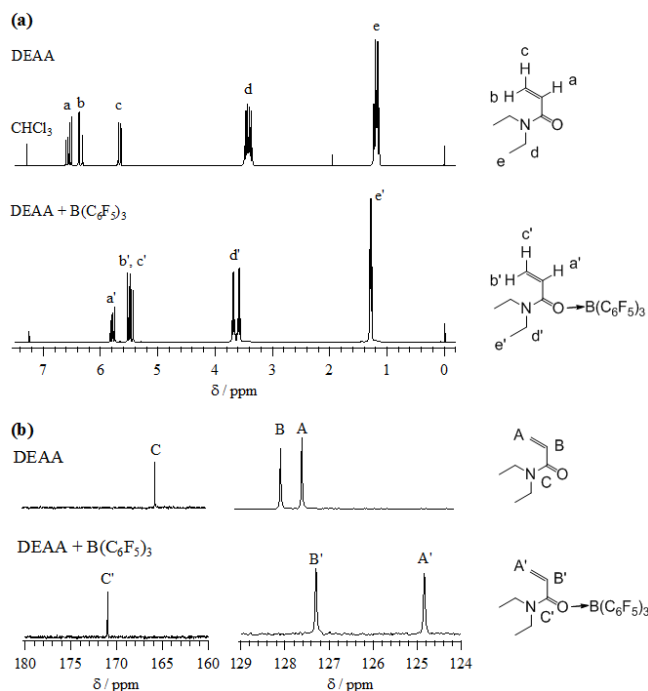 (a)
DEAA
CHCl3
a
b
c
d
e
c
H
H
b
H
a
N
O
e
d
DEAA + B(C6F5)3
a'
b', c'
d'
e'
c'
H
b'
H
H
a'
N
O
B(C6F5)3
e'
d'
7
6
5
4
3
2
1
0
δ / ppm
δ / ppm
(b)
DEAA
C
B
A
A
B
N
O
C
DEAA + B(C6F5)3
C'
B'
A'
A'
B'
N
O
B(C6F5)3
C'
180
175
170
165
160
129
128
127
126
125
124
δ / ppm
δ / ppm